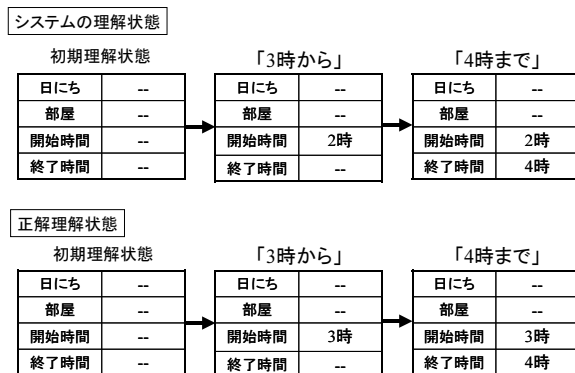 システムの理解状態
初期理解状態 「3時から」 「4時まで」
日にち -- 日にち -- 日にち --
部屋 -- 部屋 -- 部屋 --
開始時間 -- 開始時間 2時 開始時間 2時
終了時間 -- 終了時間 -- 終了時間 4時
正解理解状態
初期理解状態 「3時から」 「4時まで」
日にち -- 日にち -- 日にち --
部屋 -- 部屋 -- 部屋 --
開始時間 -- 開始時間 3時 開始時間 3時
終了時間 -- 終了時間 -- 終了時間 4時